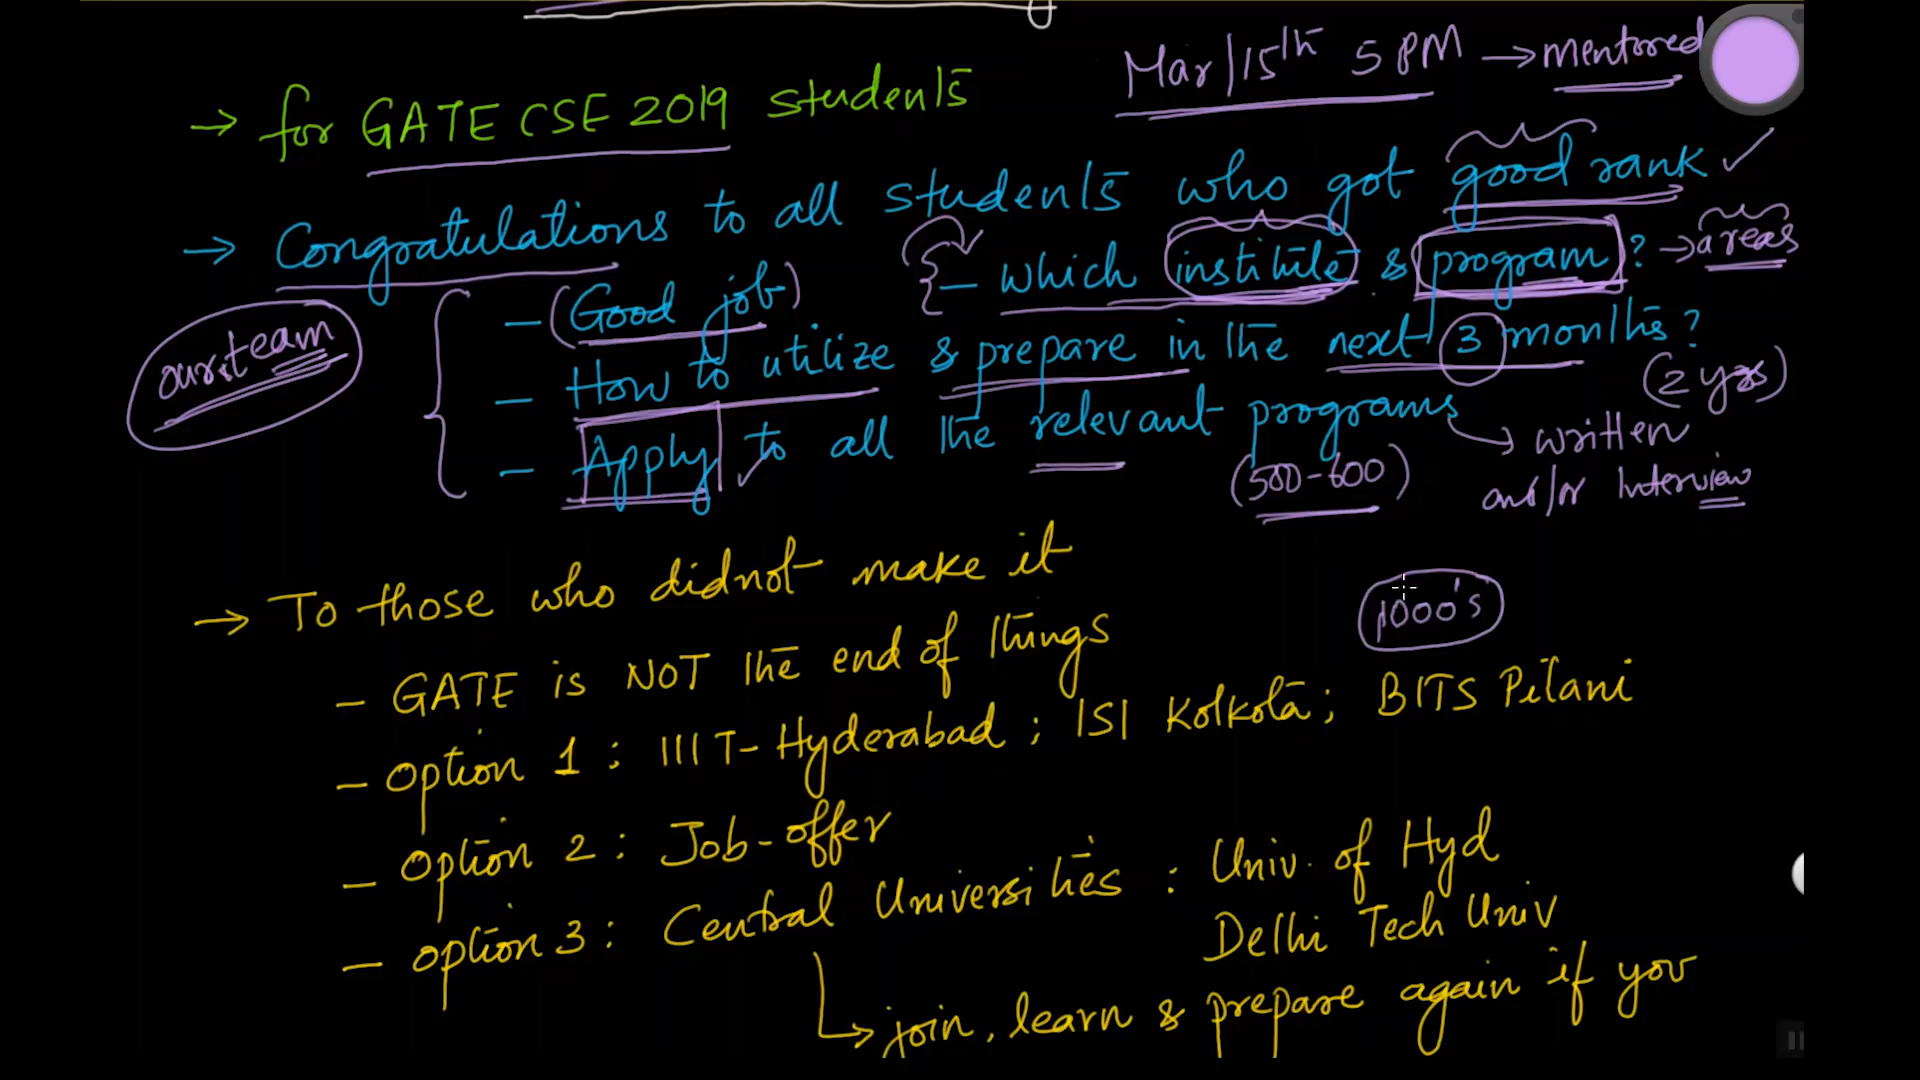 Mar/15th 5 PM → mentored
→ for GATE CSE 2019 students
→ Congratulations to all students who got good rank ✓
- (Good job) - which institute & program? → areas
our team
- How to utilize & prepare in the next 3 months?
(2 yrs)
- Apply to all the relevant programs → written
(500-600) and/or Interview
→ To those who didnot make it
1000's
- GATE is NOT the end of things
- Option 1 : IIIT-Hyderabad ; ISI Kolkota ; BITS Pilani
- Option 2 : Job-offer
- Option 3 : Central Universities : Univ. of Hyd
Delhi Tech Univ
↳ join, learn & prepare again if you